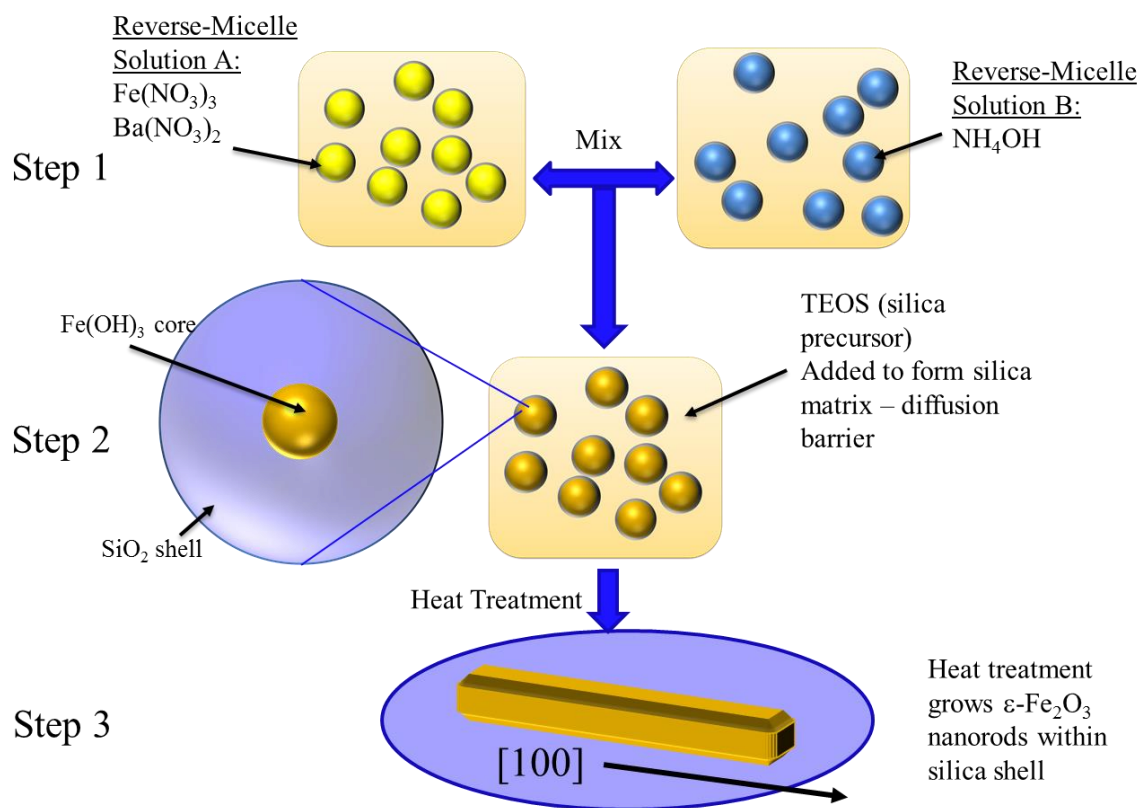 Reverse-Micelle
Solution A:
Fe(NO₃)₃
Ba(NO₃)₂
Reverse-Micelle
Solution B:
NH₄OH
Mix
Step 1
TEOS (silica
precursor)
Added to form silica
matrix – diffusion
barrier
Fe(OH)₃ core
Step 2
SiO₂ shell
Heat Treatment
Heat treatment
grows ε-Fe₂O₃
nanorods within
silica shell
Step 3
[100]